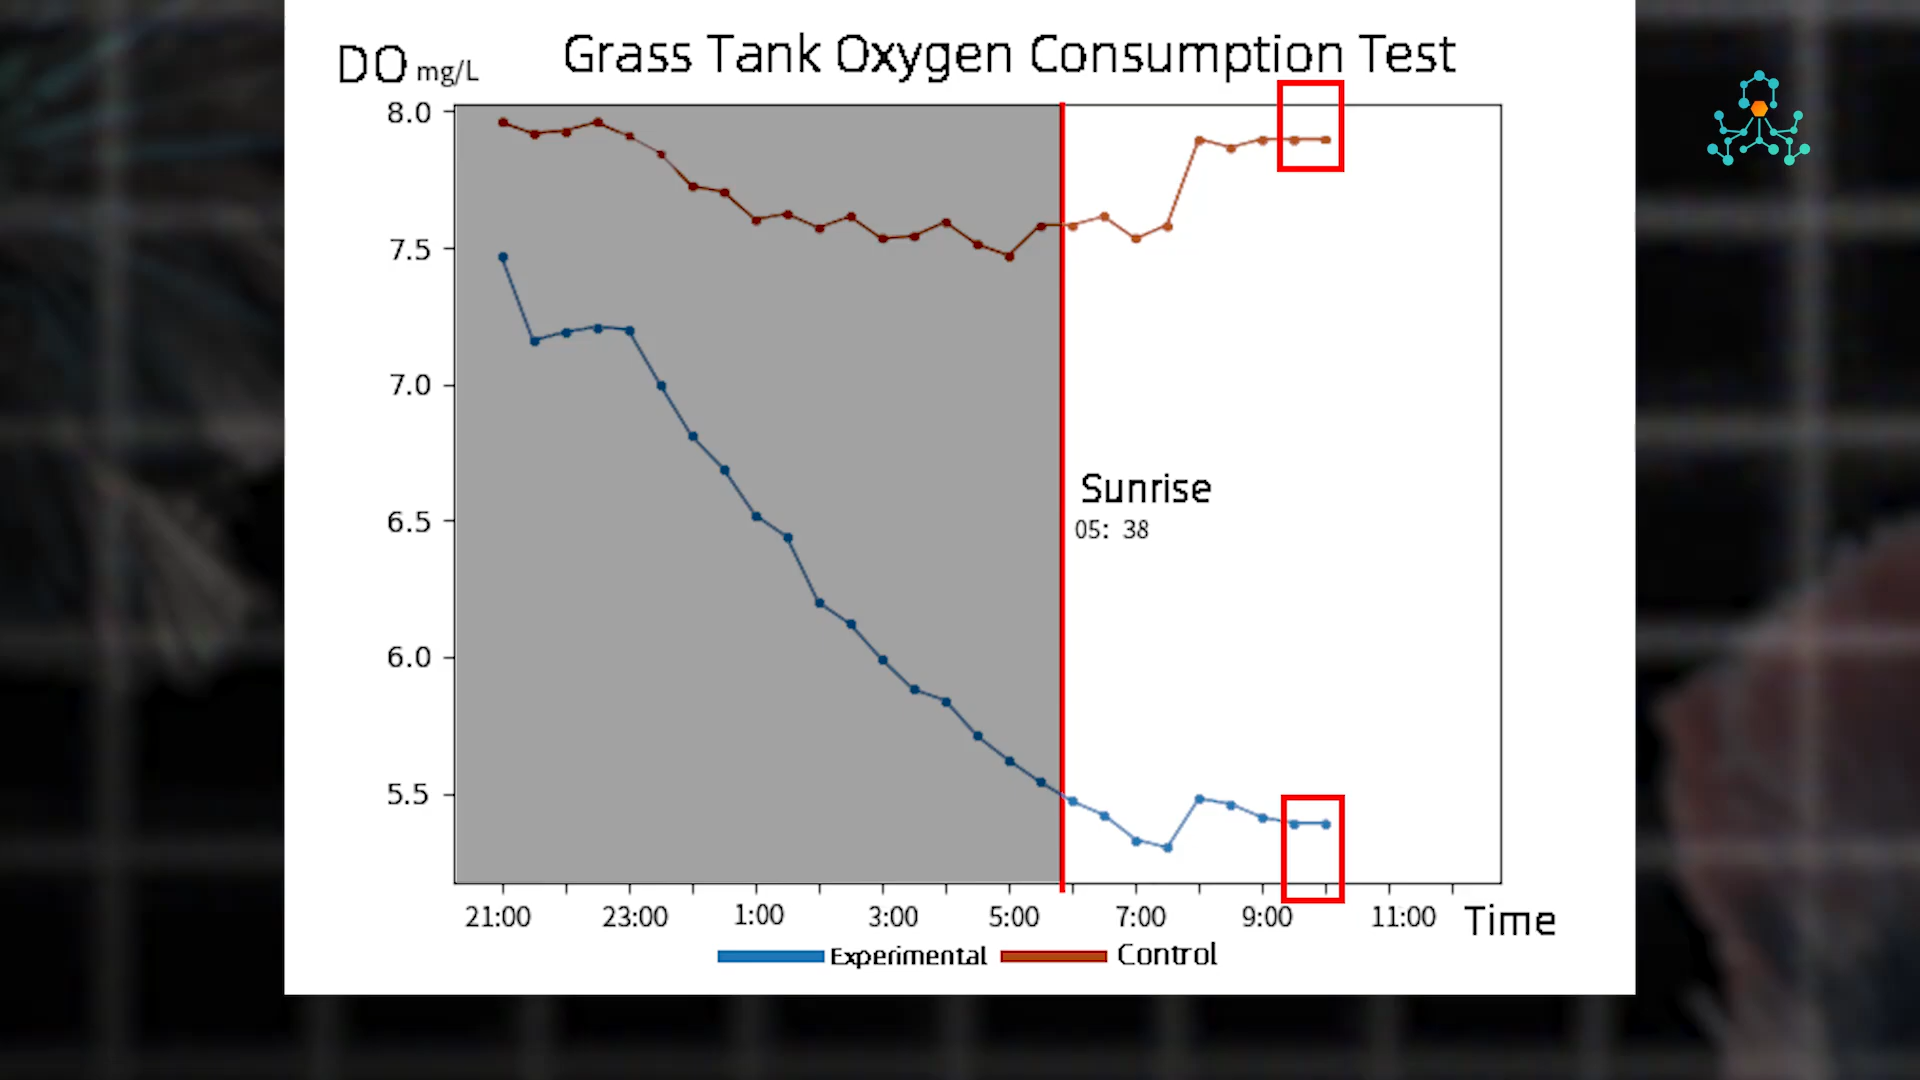 Grass Tank Oxygen Consumption Test
DO mg/L
8.0
7.5
7.0
6.5
6.0
5.5
Sunrise
05: 38
21:00 23:00 1:00 3:00 5:00 7:00 9:00 11:00 Time
Experimental Control